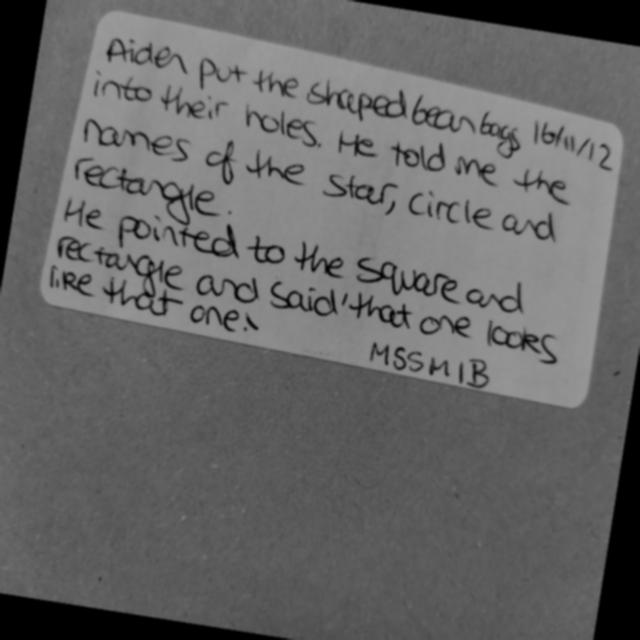 Aiden put the shaped bean bags 16/11/12
into their holes. He told me the
names of the star, circle and
rectangle.
He pointed to the square and
rectangle and said 'that one looks
like that one.'
MSSM1B